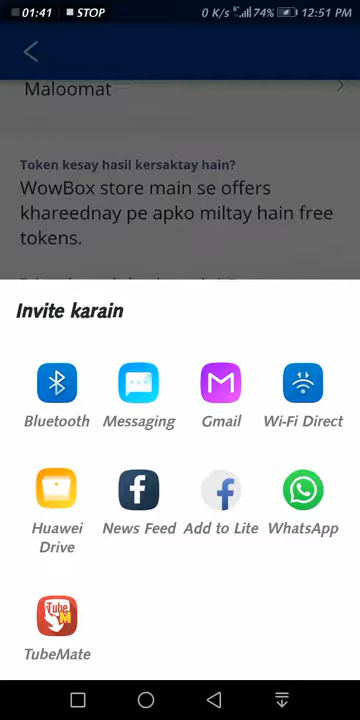 01:41 STOP 0 K/s 74% 12:51 PM
Maloomat
Token kesay hasil kersaktay hain?
WowBox store main se offers
khareednay pe apko miltay hain free
tokens.
Invite karain
Bluetooth Messaging Gmail Wi-Fi Direct
Huawei Drive News Feed Add to Lite WhatsApp
TubeMate